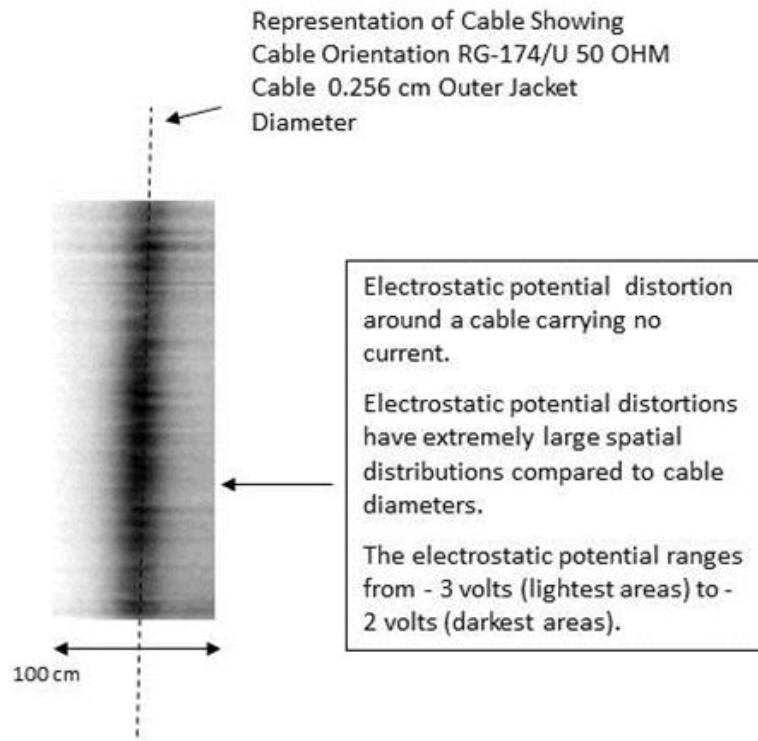 Representation of Cable Showing
Cable Orientation RG-174/U 50 OHM
Cable 0.256 cm Outer Jacket
Diameter
Electrostatic potential distortion
around a cable carrying no
current.
Electrostatic potential distortions
have extremely large spatial
distributions compared to cable
diameters.
The electrostatic potential ranges
from - 3 volts (lightest areas) to -
2 volts (darkest areas).
100 cm